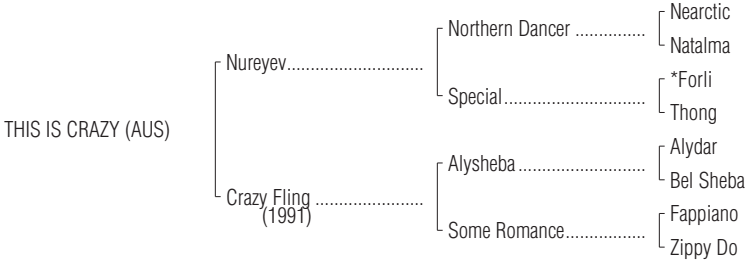 Nearctic
Northern Dancer ...............
Natalma
Nureyev.............................
*Forli
Special..............................
Thong
THIS IS CRAZY (AUS)
Alydar
Alysheba ...........................
Bel Sheba
Crazy Fling .......................
(1991)
Fappiano
Some Romance.................
Zippy Do